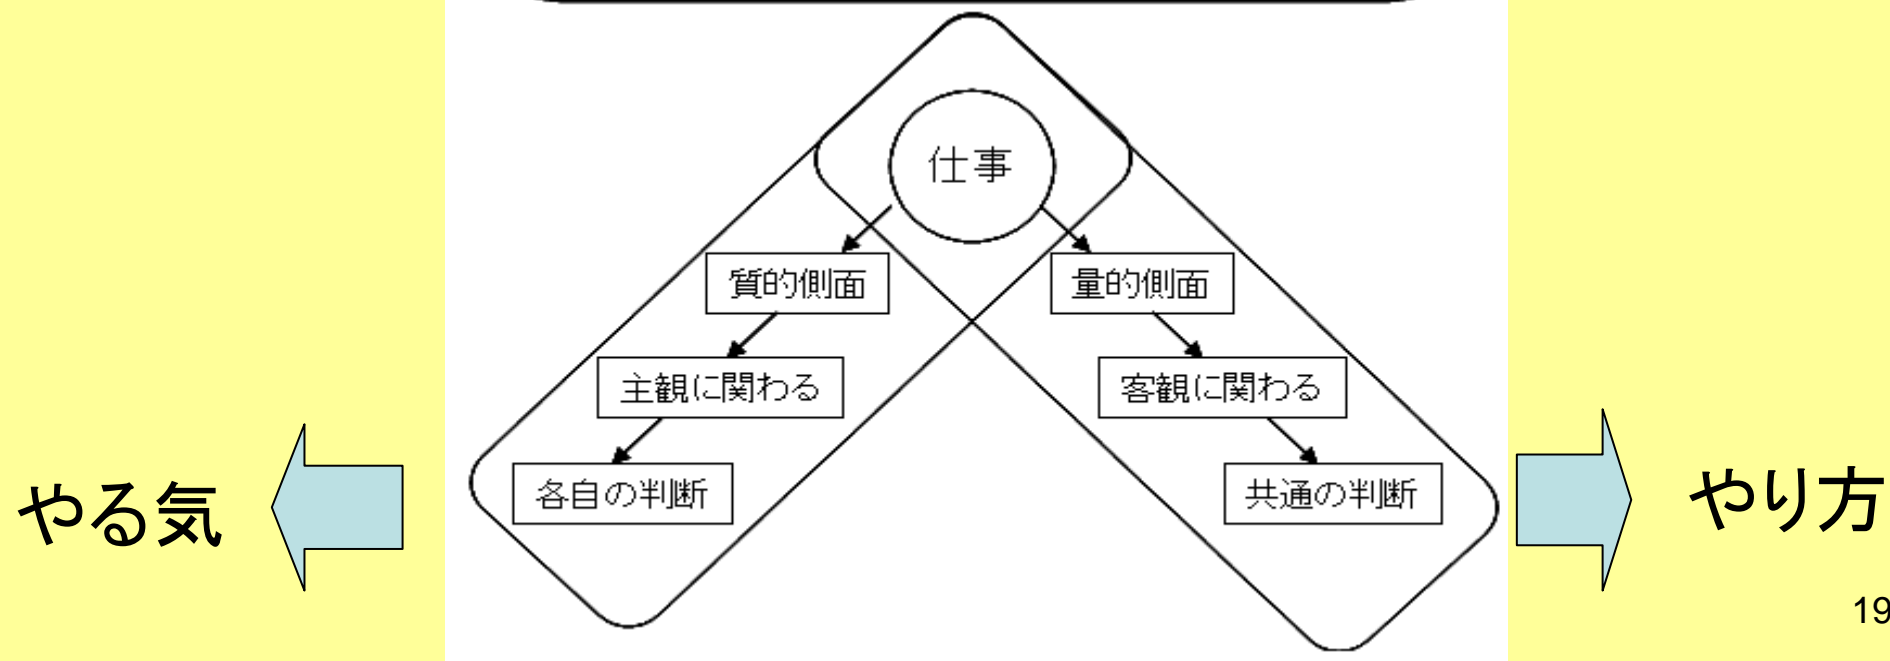 仕事
質的側面
量的側面
主観に関わる
客観に関わる
各自の判断
共通の判断
やる気
やり方
19